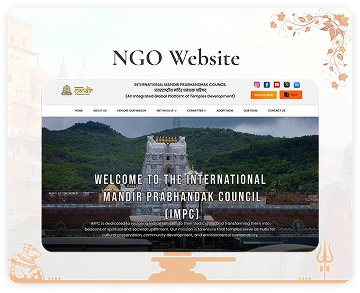 NGO Website
INTERNATIONAL MANDIR PRABHANDAK COUNCIL
अंतरराष्ट्रीय मंदिर प्रबंधक परिषद्
(An Integrated Global Platform of Temples Development)
HOME ABOUT US EXPLORE OUR MISSION GET INVOLVE COMMITTEE ADOPT NOW OUR TEAM CONTACT US
WELCOME TO THE INTERNATIONAL
MANDIR PRABHANDAK COUNCIL
(IMPC)
IMPC is dedicated to
and transforming them into
beacons of spiritual and societal upliftment. Our mission is to ensure that temples serve as hubs for
cultural preservation, community development, and environmental sustainability.